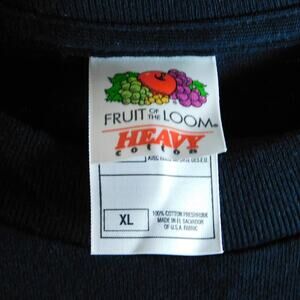 FRUIT OF THE LOOM®
HEAVY
cotton
XL
100% COTTON PRESHRUNK
MADE IN EL SALVADOR
OF U.S.A. FABRIC